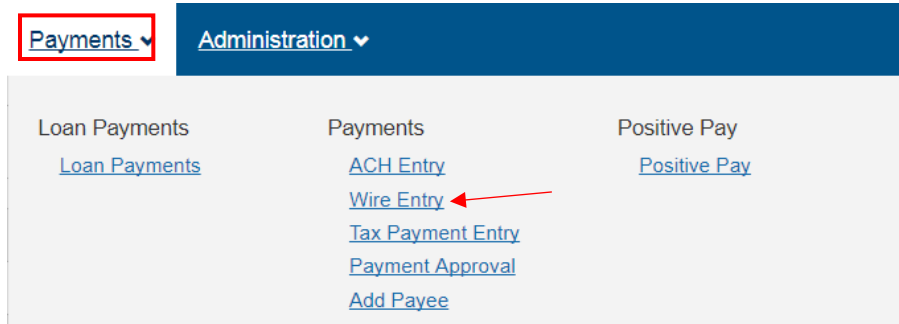 Payments
Administration
Loan Payments
Loan Payments
Payments
ACH Entry
Wire Entry
Tax Payment Entry
Payment Approval
Add Payee
Positive Pay
Positive Pay